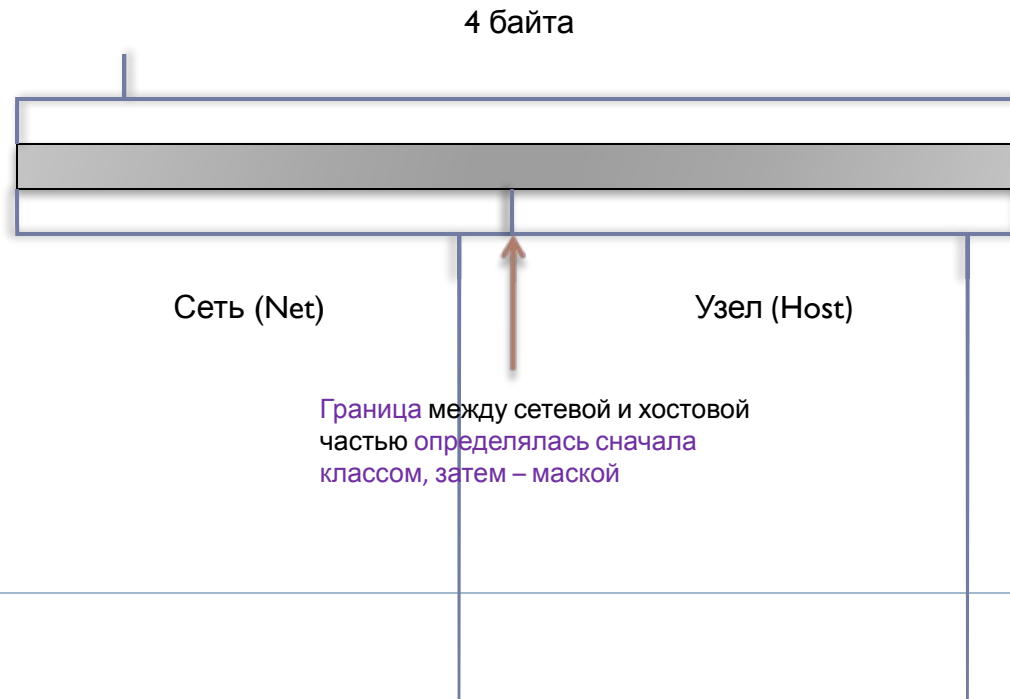 4 байта
Сеть (Net)
Узел (Host)
Граница между сетевой и хостовой
частью определялась сначала
классом, затем – маской